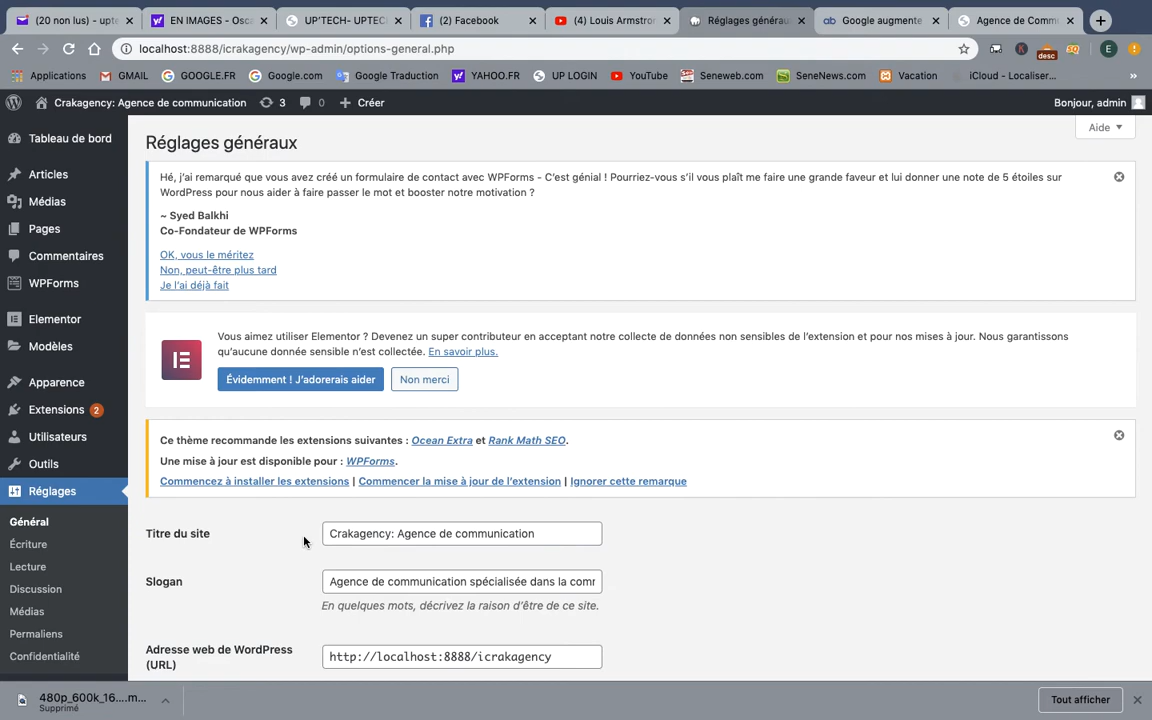 (20 non lus) - upte
EN IMAGES - Osca
UP'TECH- UPTEC
(2) Facebook
(4) Louis Armstron
Réglages générau
Google augmente
Agence de Comm
localhost:8888/icrakagency/wp-admin/options-general.php
desc
E
Applications
GMAIL
GOOGLE.FR
Google.com
Google Traduction
YAHOO.FR
UP LOGIN
YouTube
Seneweb.com
SeneNews.com
Vacation
iCloud - Localiser...
»
Crakagency: Agence de communication
3
0
Créer
Bonjour, admin
Tableau de bord
Articles
Médias
Pages
Commentaires
WPForms
Elementor
Modèles
Apparence
Extensions 2
Utilisateurs
Outils
Réglages
Général
Écriture
Lecture
Discussion
Médias
Permaliens
Confidentialité
Aide
Réglages généraux
Hé, j'ai remarqué que vous avez créé un formulaire de contact avec WPForms - C'est génial ! Pourriez-vous s'il vous plaît me faire une grande faveur et lui donner une note de 5 étoiles sur
WordPress pour nous aider à faire passer le mot et booster notre motivation ?
~ Syed Balkhi
Co-Fondateur de WPForms
OK, vous le méritez
Non, peut-être plus tard
Je l'ai déjà fait
Vous aimez utiliser Elementor ? Devenez un super contributeur en acceptant notre collecte de données non sensibles de l'extension et pour nos mises à jour. Nous garantissons
qu'aucune donnée sensible n'est collectée. En savoir plus.
Évidemment ! J'adorerais aider
Non merci
Ce thème recommande les extensions suivantes : Ocean Extra et Rank Math SEO.
Une mise à jour est disponible pour : WPForms.
Commencez à installer les extensions | Commencer la mise à jour de l'extension | Ignorer cette remarque
Titre du site
Crakagency: Agence de communication
Slogan
Agence de communication spécialisée dans la comr
En quelques mots, décrivez la raison d'être de ce site.
Adresse web de WordPress
(URL)
http://localhost:8888/icrakagency
480p_600k_16....m...
Supprimé
Tout afficher